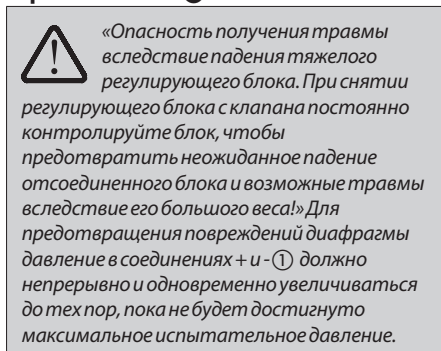 «Опасность получения травмы
вследствие падения тяжелого
регулирующего блока. При снятии
регулирующего блока с клапана постоянно
контролируйте блок, чтобы
предотвратить неожиданное падение
отсоединенного блока и возможные травмы
вследствие его большого веса!» Для
предотвращения повреждений диафрагмы
давление в соединениях + и - ① должно
непрерывно и одновременно увеличиваться
до тех пор, пока не будет достигнуто
максимальное испытательное давление.